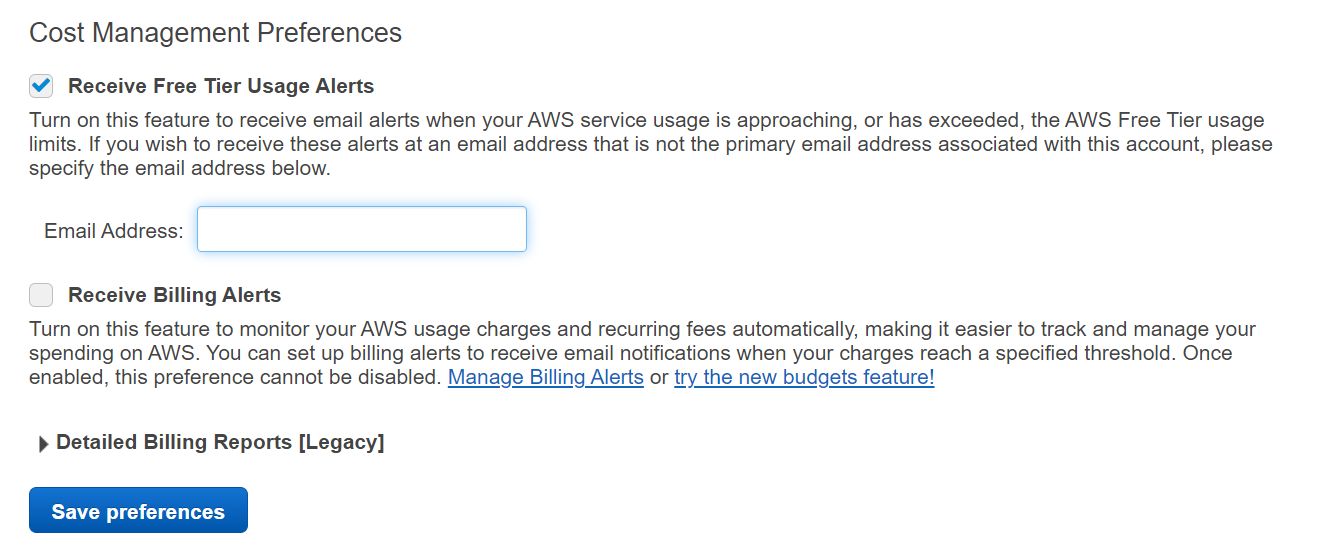 Cost Management Preferences
Receive Free Tier Usage Alerts
Turn on this feature to receive email alerts when your AWS service usage is approaching, or has exceeded, the AWS Free Tier usage
limits. If you wish to receive these alerts at an email address that is not the primary email address associated with this account, please
specify the email address below.
Email Address:
Receive Billing Alerts
Turn on this feature to monitor your AWS usage charges and recurring fees automatically, making it easier to track and manage your
spending on AWS. You can set up billing alerts to receive email notifications when your charges reach a specified threshold. Once
enabled, this preference cannot be disabled. Manage Billing Alerts or try the new budgets feature!
Detailed Billing Reports [Legacy]
Save preferences